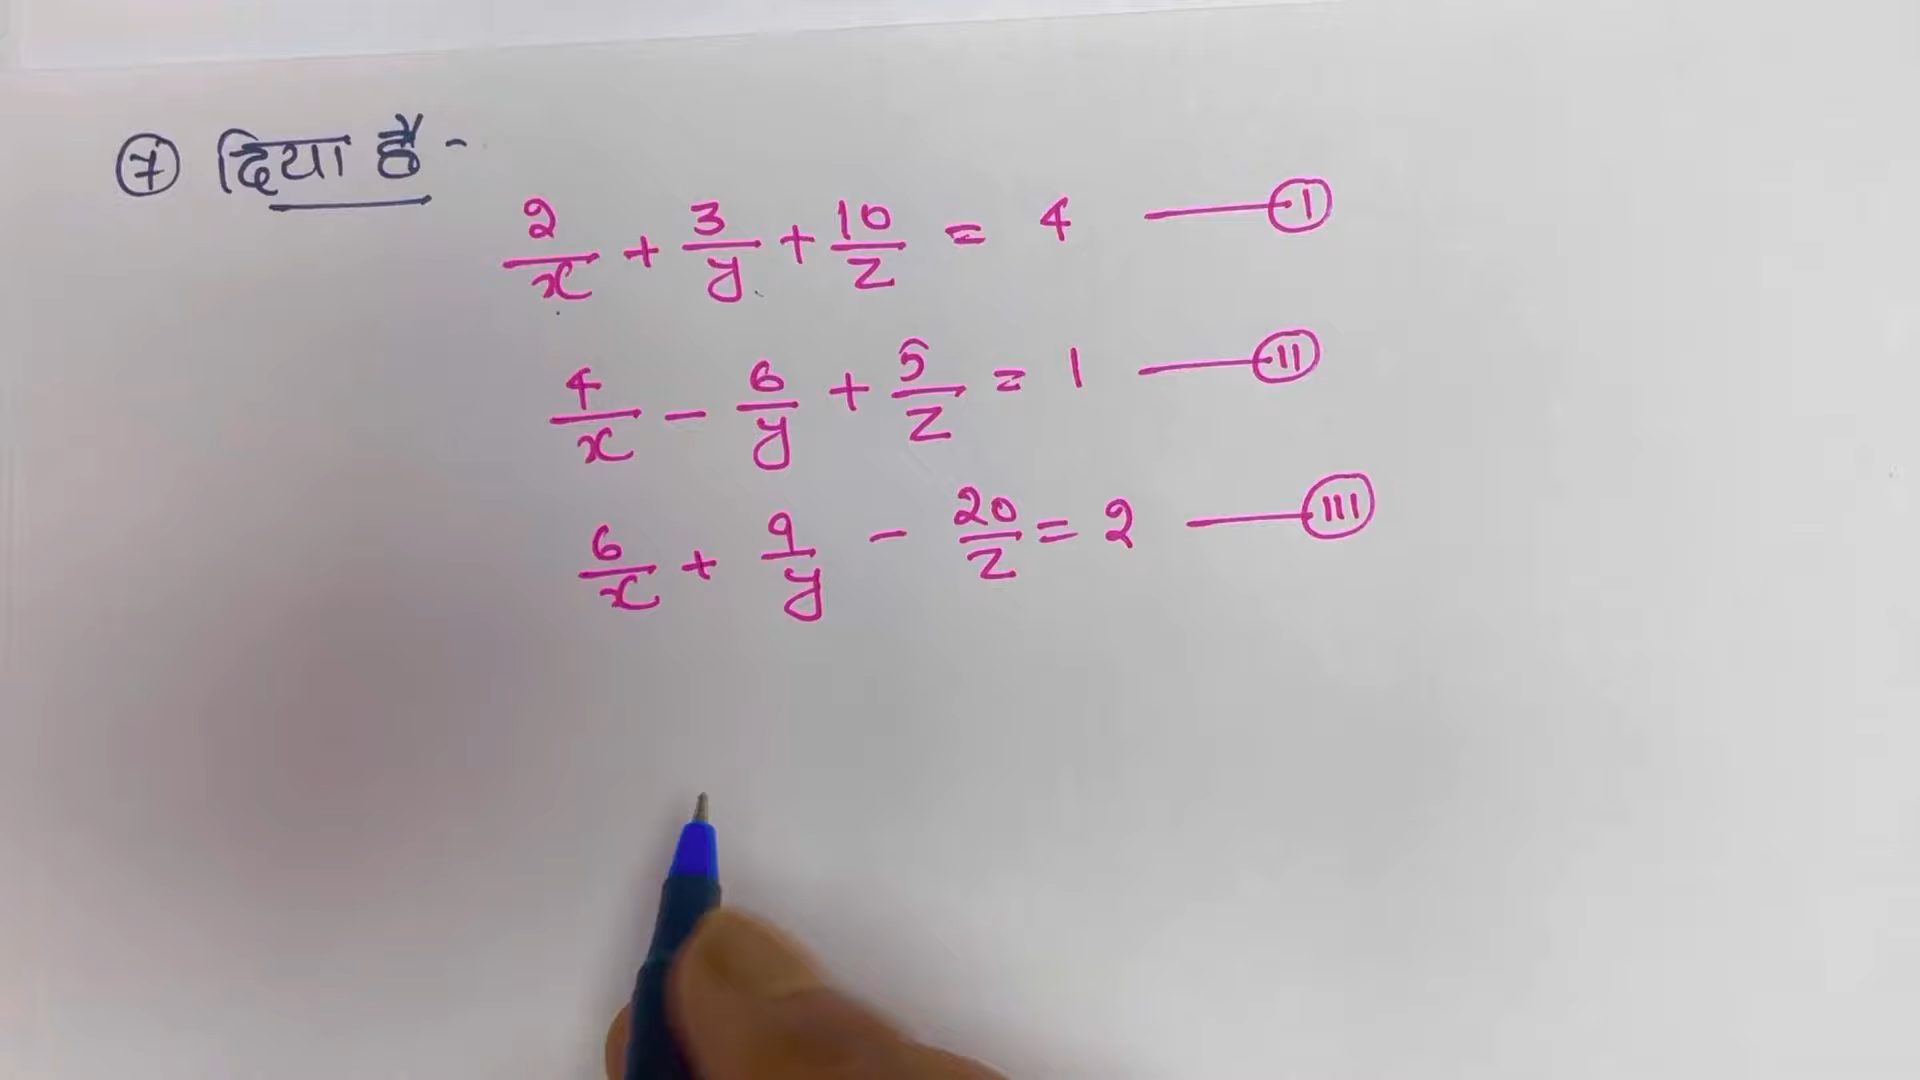 ⑦ दिया है -
2/x + 3/y + 10/z = 4 —— Ⓘ
4/x - 6/y + 5/z = 1 —— Ⅱ
6/x + 9/y - 20/z = 2 —— Ⅲ